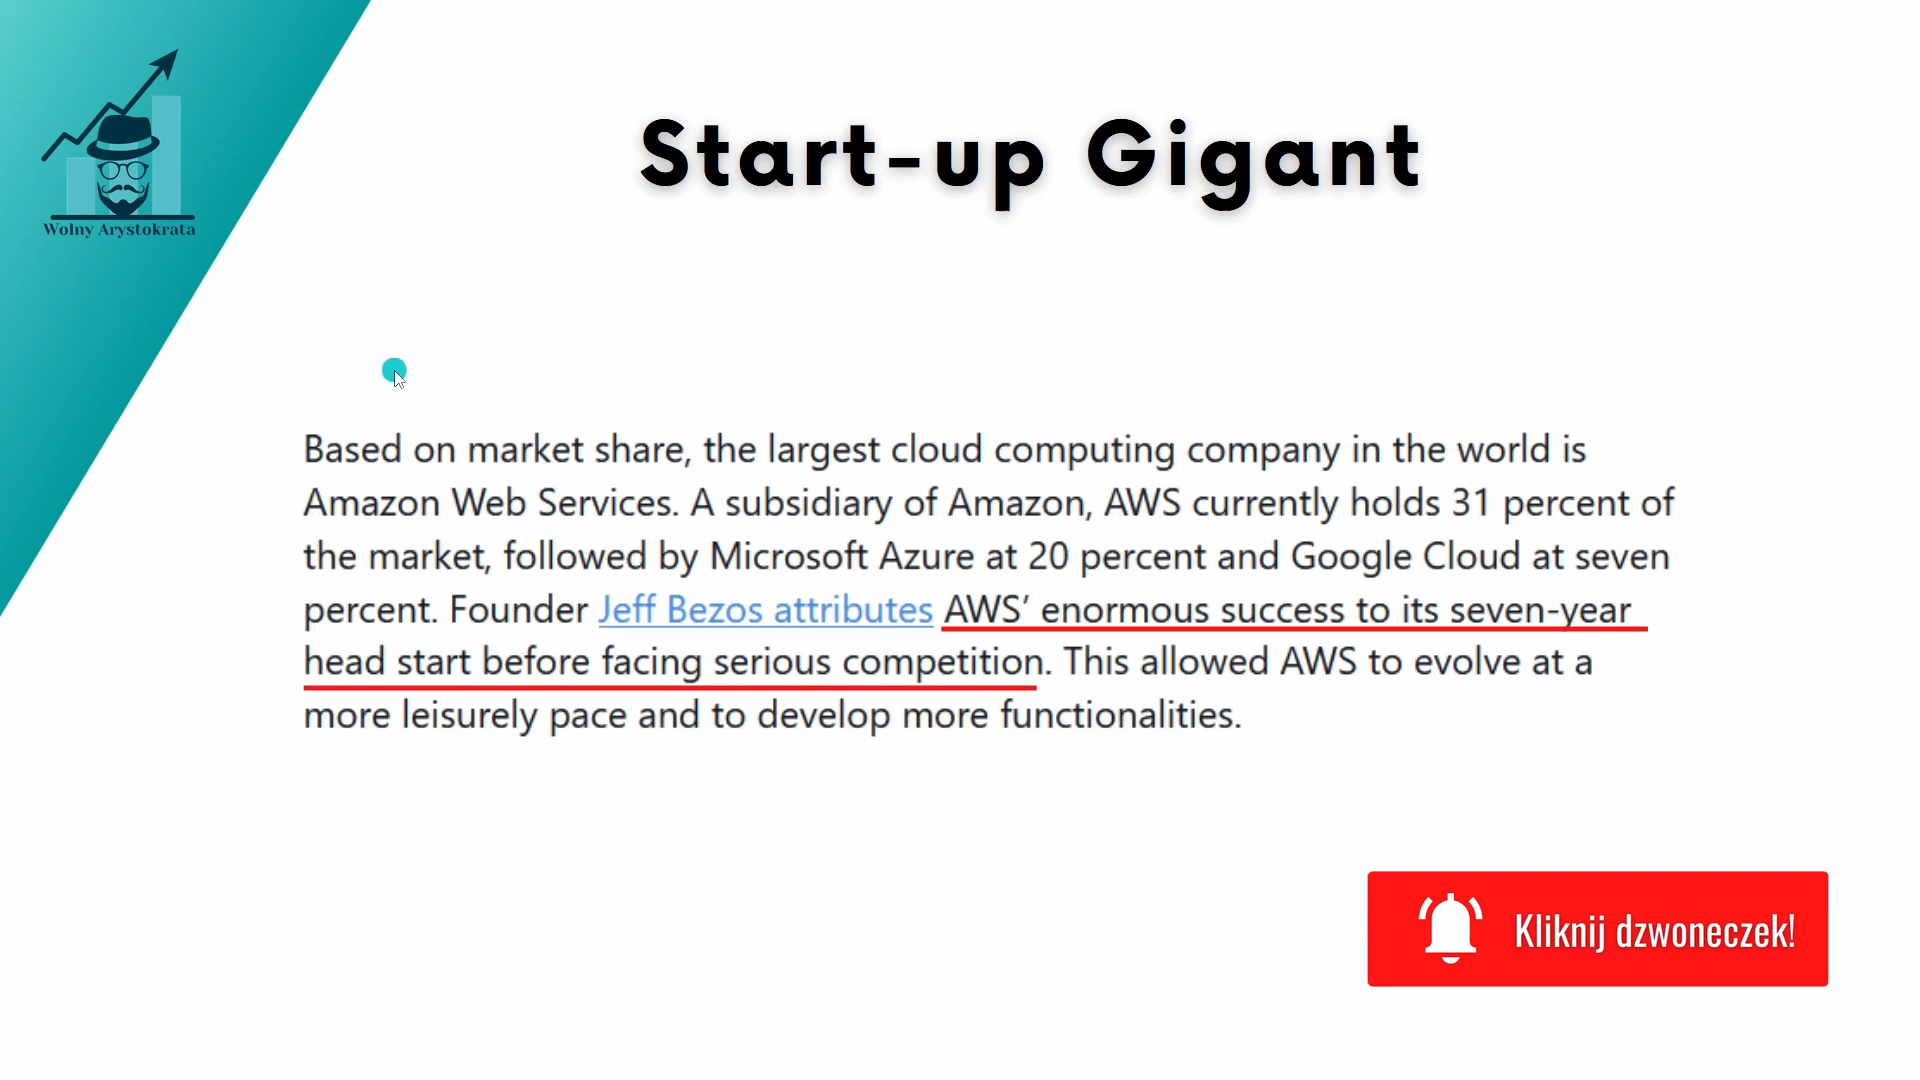 Wolny Arystokrata
Start-up Gigant
Based on market share, the largest cloud computing company in the world is
Amazon Web Services. A subsidiary of Amazon, AWS currently holds 31 percent of
the market, followed by Microsoft Azure at 20 percent and Google Cloud at seven
percent. Founder Jeff Bezos attributes AWS’ enormous success to its seven-year
head start before facing serious competition. This allowed AWS to evolve at a
more leisurely pace and to develop more functionalities.
Kliknij dzwoneczek!